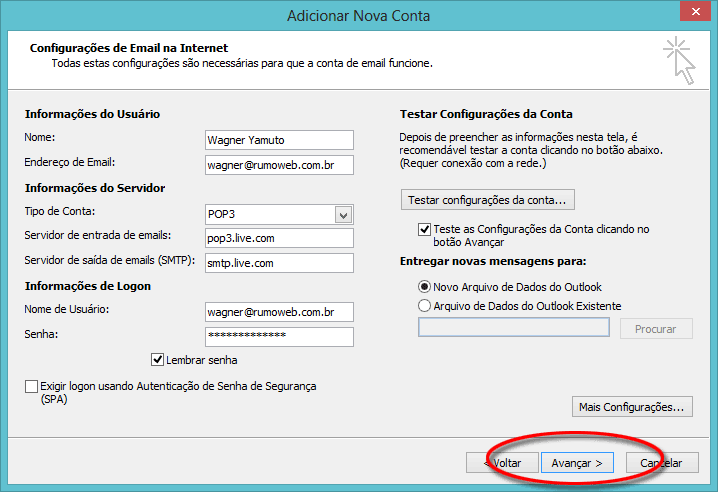 Adicionar Nova Conta
Configurações de Email na Internet
Todas estas configurações são necessárias para que a conta de email funcione.
Informações do Usuário
Nome:
Wagner Yamuto
Endereço de Email:
wagner@rumoweb.com.br
Informações do Servidor
Tipo de Conta:
POP3
Servidor de entrada de emails:
pop3.live.com
Servidor de saída de emails (SMTP):
smtp.live.com
Informações de Logon
Nome de Usuário:
wagner@rumoweb.com.br
Senha:
*************
Lembrar senha
Exigir logon usando Autenticação de Senha de Segurança
(SPA)
Testar Configurações da Conta
Depois de preencher as informações nesta tela, é
recomendável testar a conta clicando no botão abaixo.
(Requer conexão com a rede.)
Testar configurações da conta...
Teste as Configurações da Conta clicando no
botão Avançar
Entregar novas mensagens para:
Novo Arquivo de Dados do Outlook
Arquivo de Dados do Outlook Existente
Procurar
Mais Configurações...
< Voltar
Avançar >
Cancelar